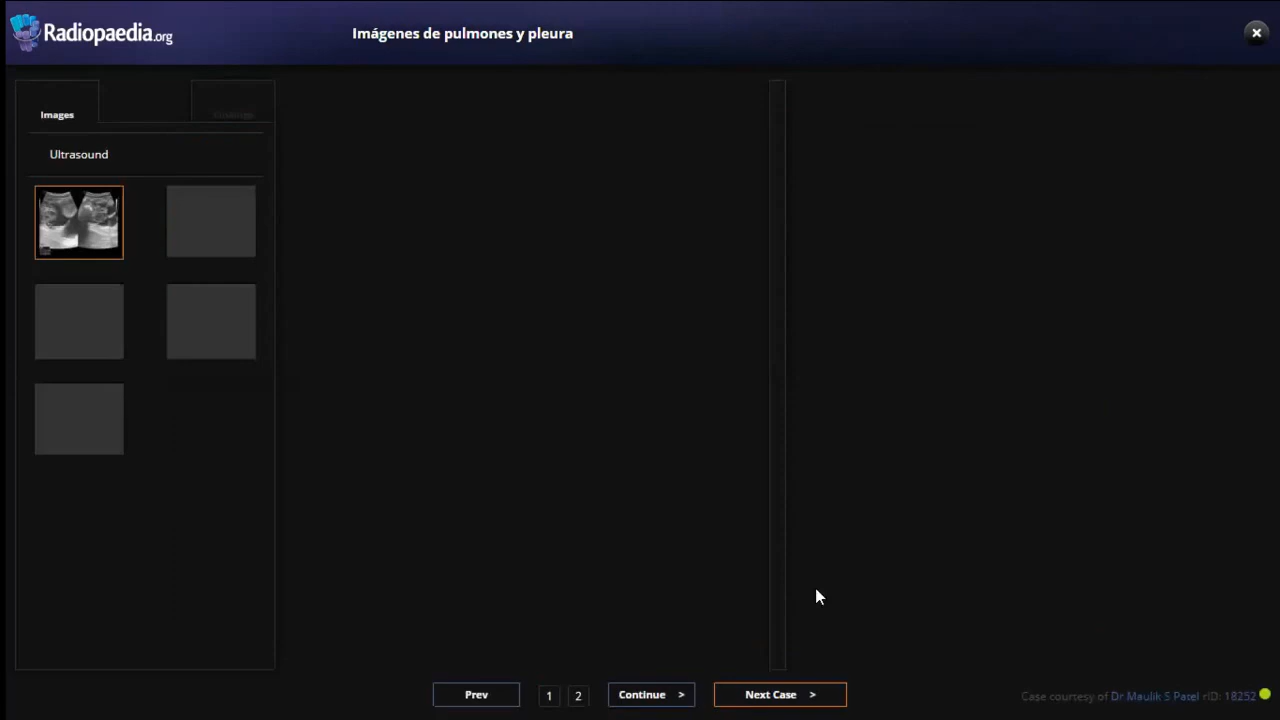 Radiopaedia.org
Imágenes de pulmones y pleura
Images
Findings
Ultrasound
Prev
1
2
Continue >
Next Case >
Case courtesy of Dr Maulik S Patel rID: 18252